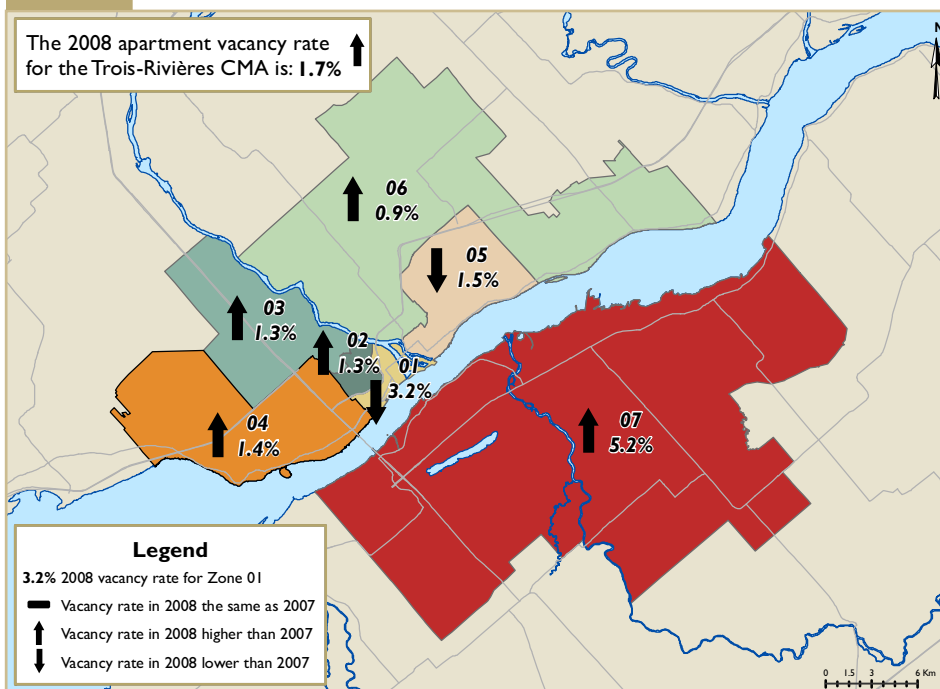 The 2008 apartment vacancy rate
for the Trois-Rivières CMA is: 1.7%
N
06
0.9%
05
1.5%
03
1.3%
02
1.3%
01
3.2%
04
1.4%
07
5.2%
Legend
3.2% 2008 vacancy rate for Zone 01
Vacancy rate in 2008 the same as 2007
Vacancy rate in 2008 higher than 2007
Vacancy rate in 2008 lower than 2007
0 1.5 3 6 Km